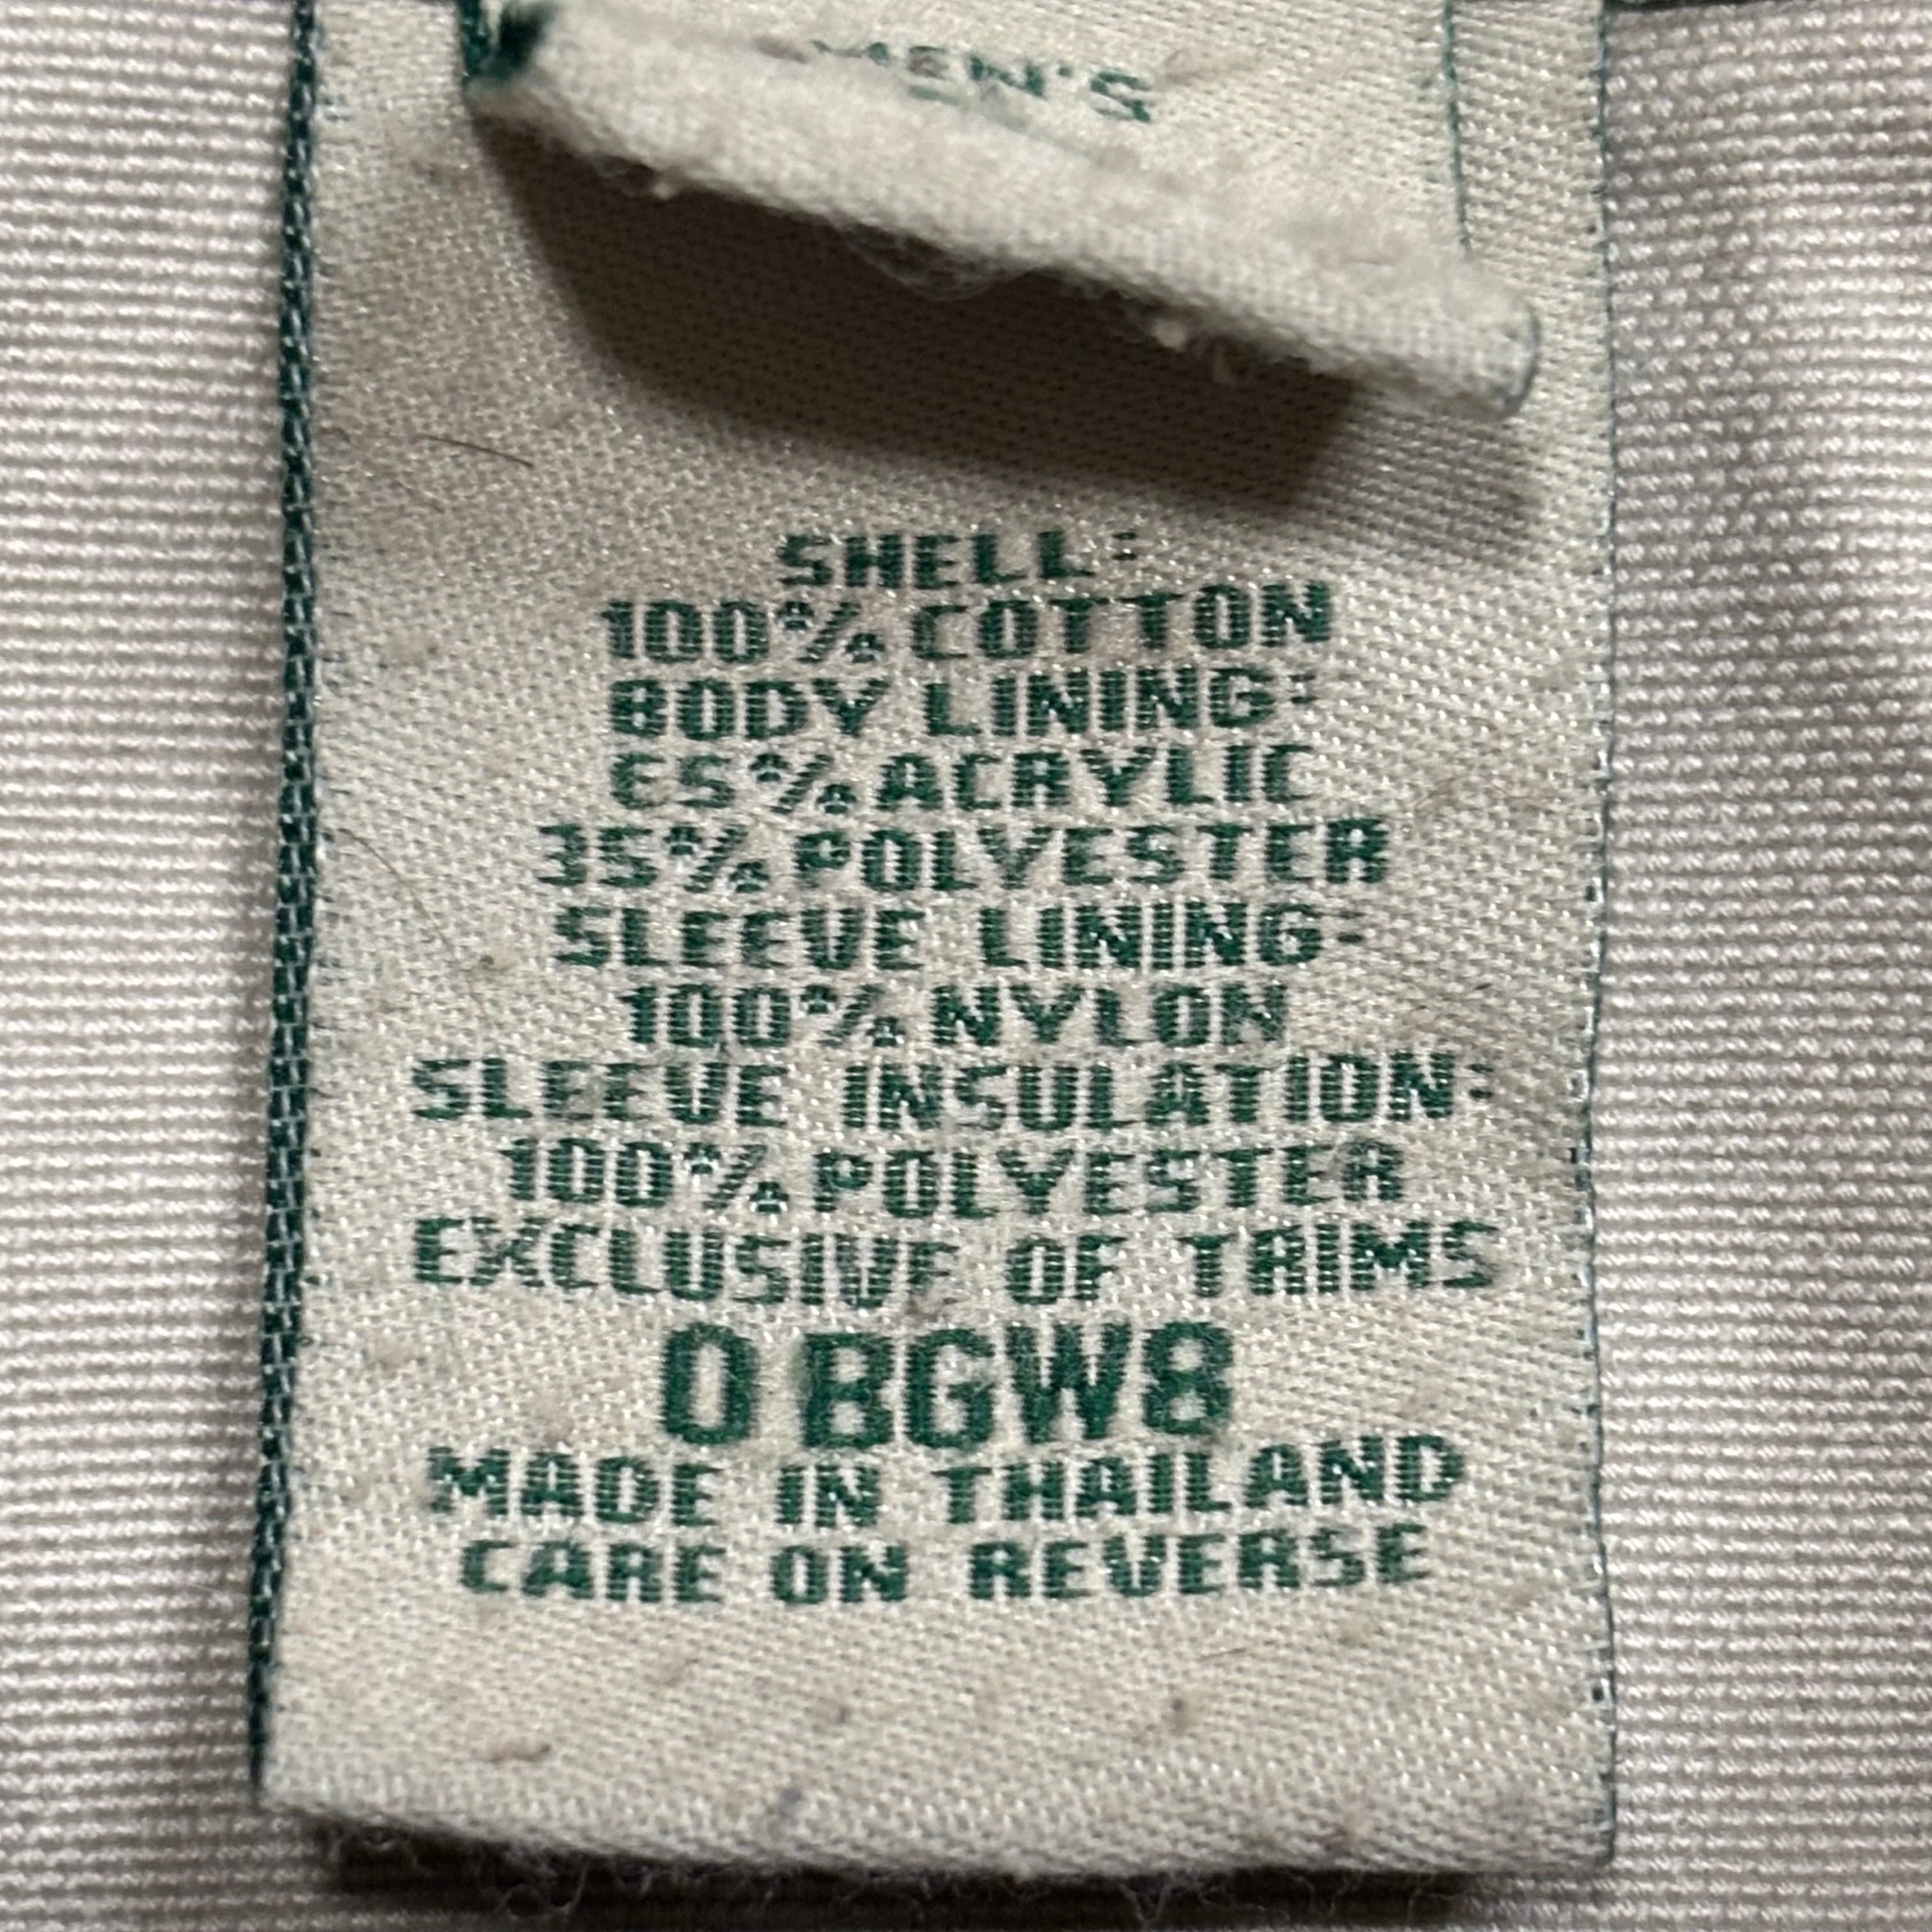 MEN'S
SHELL:
100% COTTON
BODY LINING:
65% ACRYLIC
35% POLYESTER
SLEEVE LINING:
100% NYLON
SLEEVE INSULATION:
100% POLYESTER
EXCLUSIVE OF TRIMS
0 BGW8
MADE IN THAILAND
CARE ON REVERSE